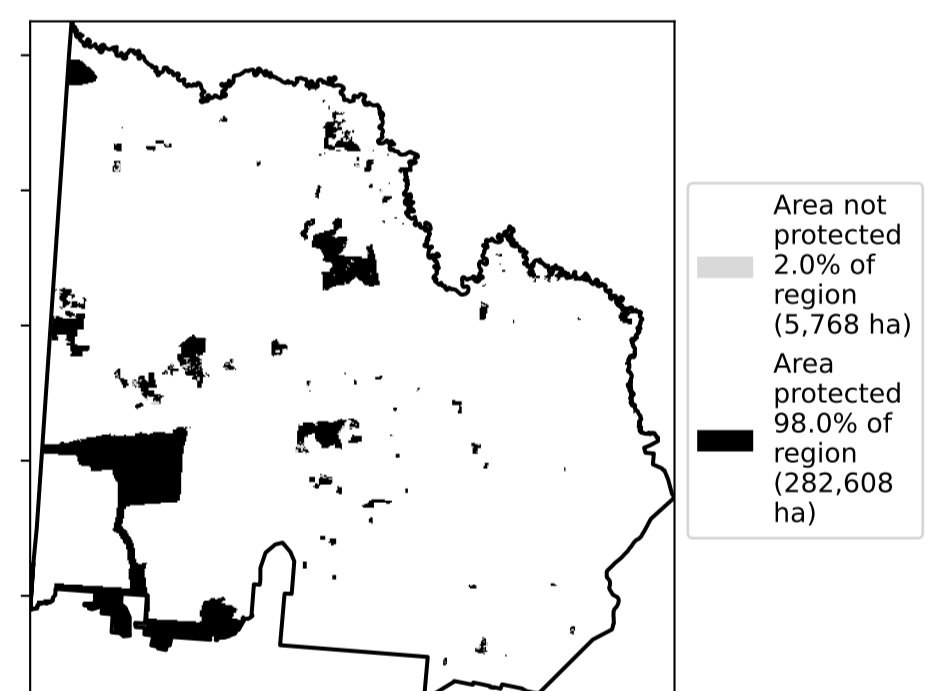 Area not
protected
2.0% of
region
(5,768 ha)
Area
protected
98.0% of
region
(282,608
ha)